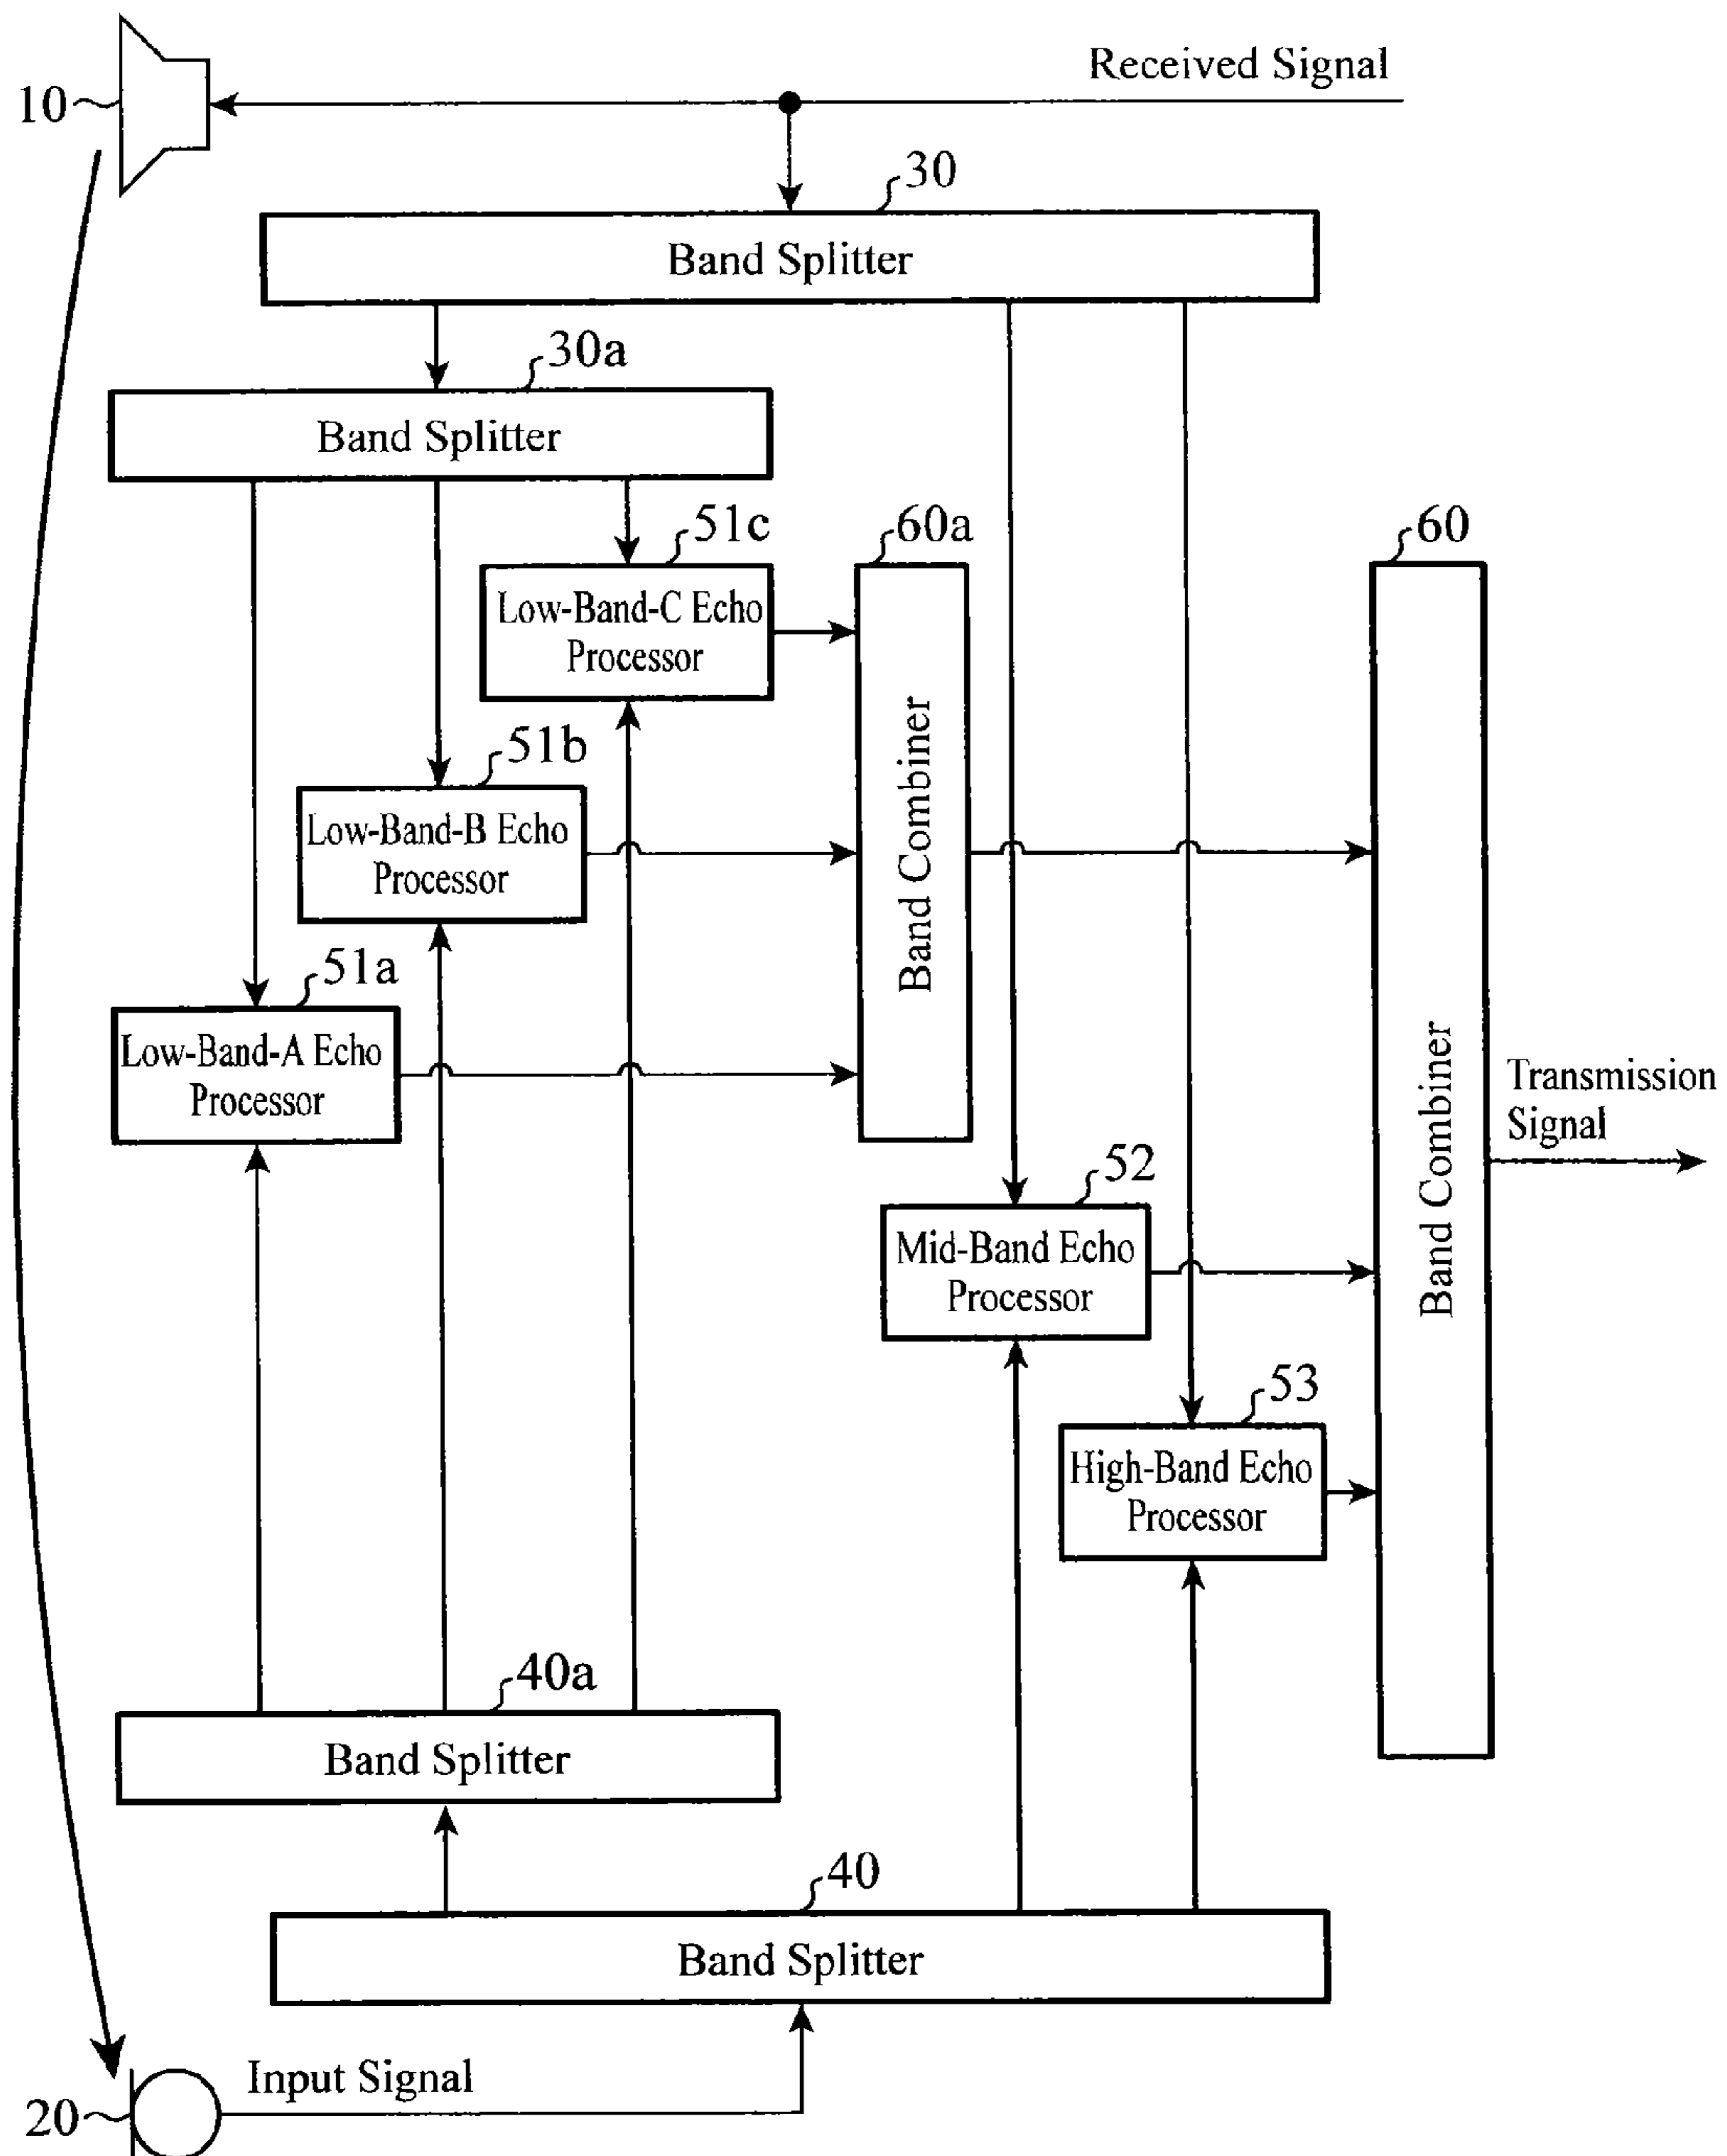 Received Signal
10
30
Band Splitter
30a
Band Splitter
51c
60a
60
Low-Band-C Echo
Processor
51b
Low-Band-B Echo
Processor
Band Combiner
51a
Low-Band-A Echo
Processor
Band Combiner
Transmission
Signal
52
Mid-Band Echo
Processor
53
High-Band Echo
Processor
40a
Band Splitter
40
Band Splitter
Input Signal
20